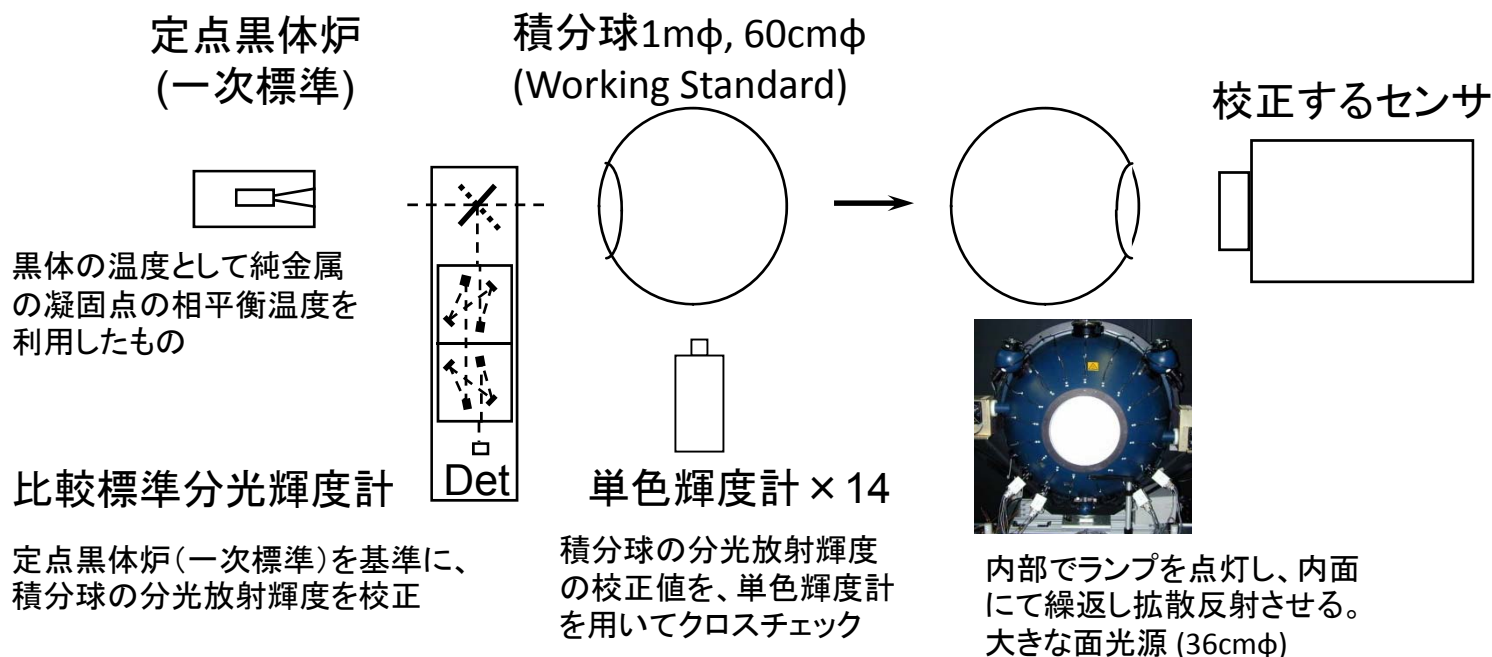 定点黒体炉
(一次標準)
積分球1mφ, 60cmφ
(Working Standard)
校正するセンサ
黒体の温度として純金属
の凝固点の相平衡温度を
利用したもの
Det
比較標準分光輝度計
定点黒体炉(一次標準)を基準に、
積分球の分光放射輝度を校正
単色輝度計×14
積分球の分光放射輝度
の校正値を、単色輝度計
を用いてクロスチェック
内部でランプを点灯し、内面
にて繰返し拡散反射させる。
大きな面光源 (36cmφ)